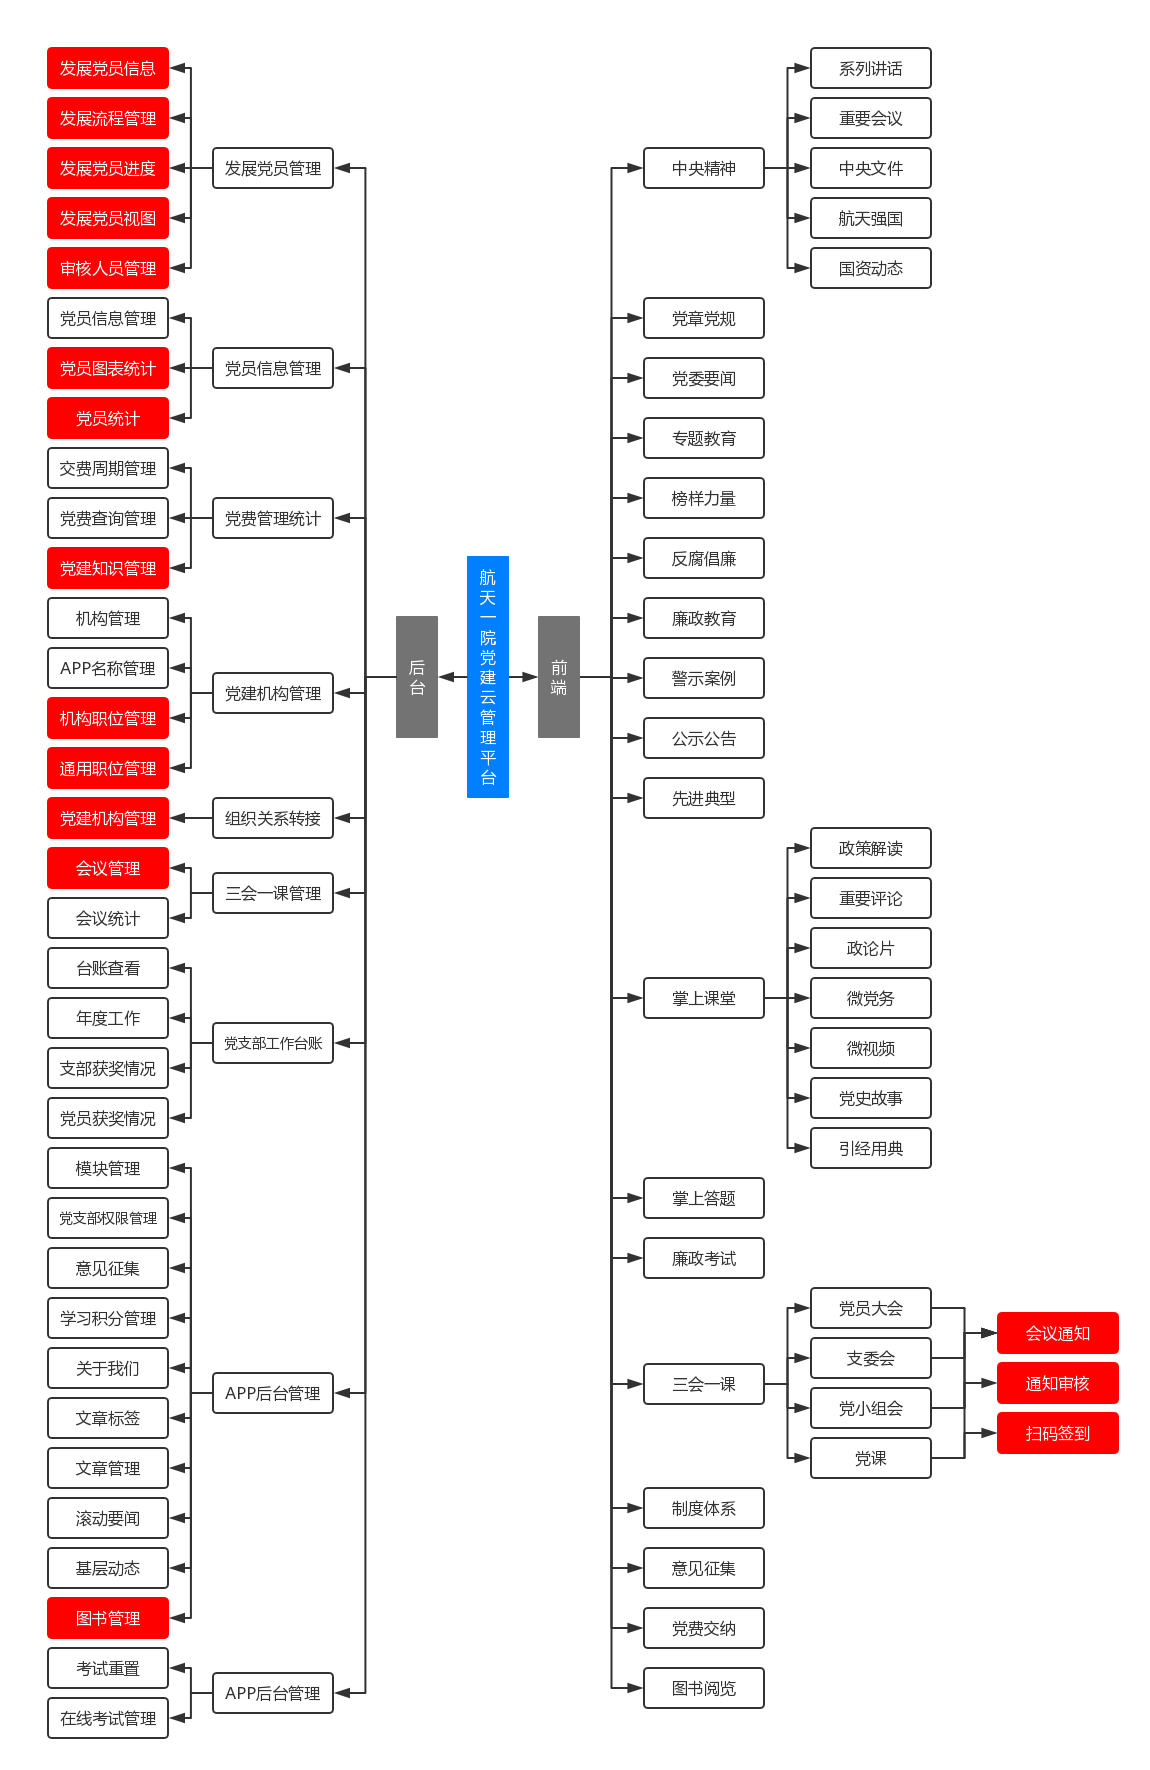 航天一院党建云管理平台
后台
发展党员管理
发展党员信息
发展流程管理
发展党员进度
发展党员视图
审核人员管理
党员信息管理
党员信息管理
党员图表统计
党员统计
党费管理统计
交费周期管理
党费查询管理
党建知识管理
党建机构管理
机构管理
APP名称管理
机构职位管理
通用职位管理
组织关系转接
党建机构管理
三会一课管理
会议管理
会议统计
党支部工作台账
台账查看
年度工作
支部获奖情况
党员获奖情况
APP后台管理
模块管理
党支部权限管理
意见征集
学习积分管理
关于我们
文章标签
文章管理
滚动要闻
基层动态
图书管理
APP后台管理
考试重置
在线考试管理
前端
中央精神
系列讲话
重要会议
中央文件
航天强国
国资动态
党章党规
党委要闻
专题教育
榜样力量
反腐倡廉
廉政教育
警示案例
公示公告
先进典型
掌上课堂
政策解读
重要评论
政论片
微党务
微视频
党史故事
引经用典
掌上答题
廉政考试
三会一课
党员大会
支委会
党小组会
党课
会议通知
通知审核
扫码签到
制度体系
意见征集
党费交纳
图书阅览